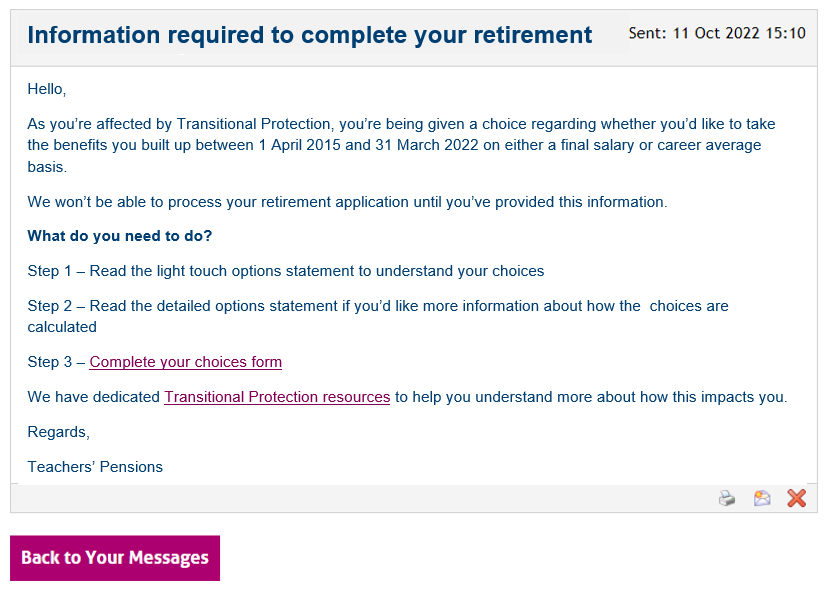 Information required to complete your retirement
Sent: 11 Oct 2022 15:10
Hello,
As you’re affected by Transitional Protection, you’re being given a choice regarding whether you’d like to take
the benefits you built up between 1 April 2015 and 31 March 2022 on either a final salary or career average
basis.
We won’t be able to process your retirement application until you’ve provided this information.
What do you need to do?
Step 1 – Read the light touch options statement to understand your choices
Step 2 – Read the detailed options statement if you’d like more information about how the  choices are
calculated
Step 3 – Complete your choices form
We have dedicated Transitional Protection resources to help you understand more about how this impacts you.
Regards,
Teachers’ Pensions
Back to Your Messages